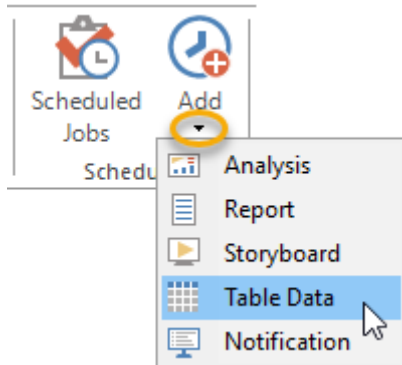 Scheduled Jobs
Add
Schedu
Analysis
Report
Storyboard
Table Data
Notification